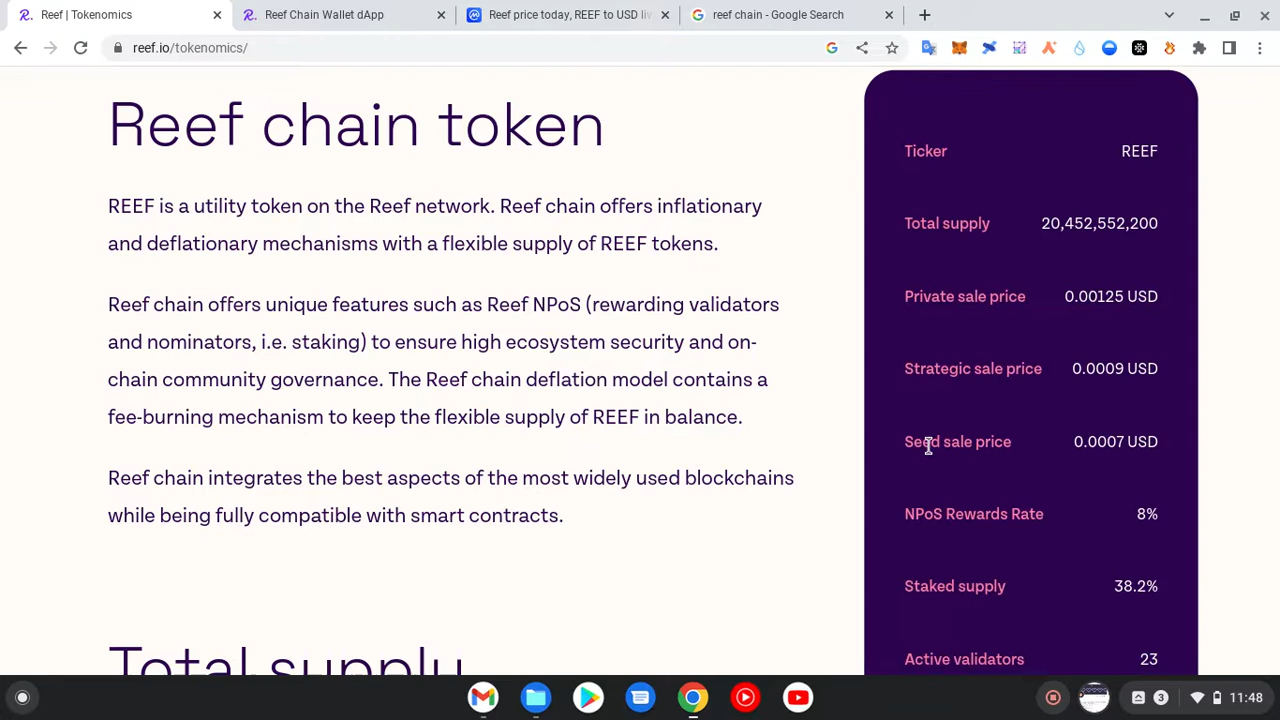 Reef | Tokenomics
Reef Chain Wallet dApp
Reef price today, REEF to USD liv
reef chain - Google Search
reef.io/tokenomics/
Reef chain token
REEF is a utility token on the Reef network. Reef chain offers inflationary
and deflationary mechanisms with a flexible supply of REEF tokens.
Reef chain offers unique features such as Reef NPoS (rewarding validators
and nominators, i.e. staking) to ensure high ecosystem security and on-
chain community governance. The Reef chain deflation model contains a
fee-burning mechanism to keep the flexible supply of REEF in balance.
Reef chain integrates the best aspects of the most widely used blockchains
while being fully compatible with smart contracts.
Total supply
Ticker REEF
Total supply 20,452,552,200
Private sale price 0.00125 USD
Strategic sale price 0.0009 USD
Seed sale price 0.0007 USD
NPoS Rewards Rate 8%
Staked supply 38.2%
Active validators 23
3 11:48